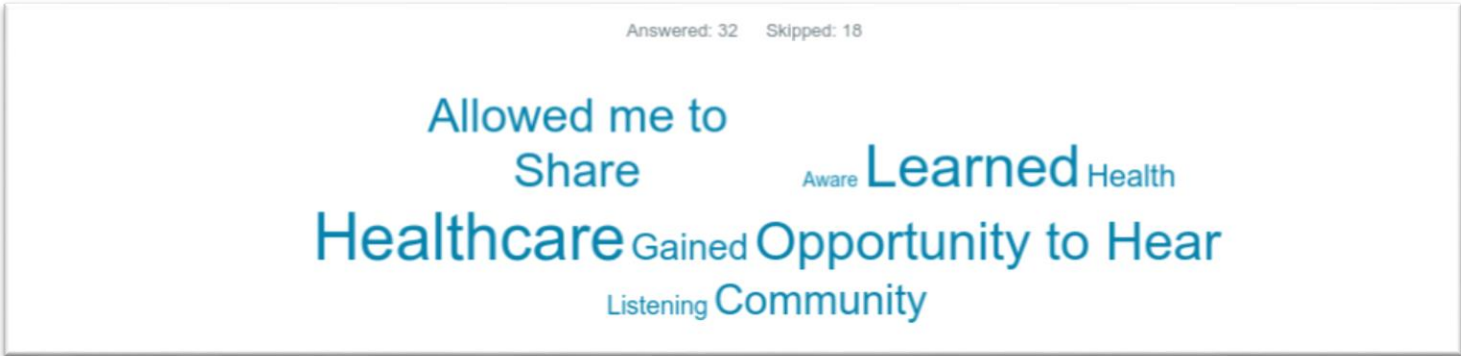 Answered: 32 Skipped: 18
Allowed me to
Share
Aware Learned Health
Healthcare Gained Opportunity to Hear
Listening Community